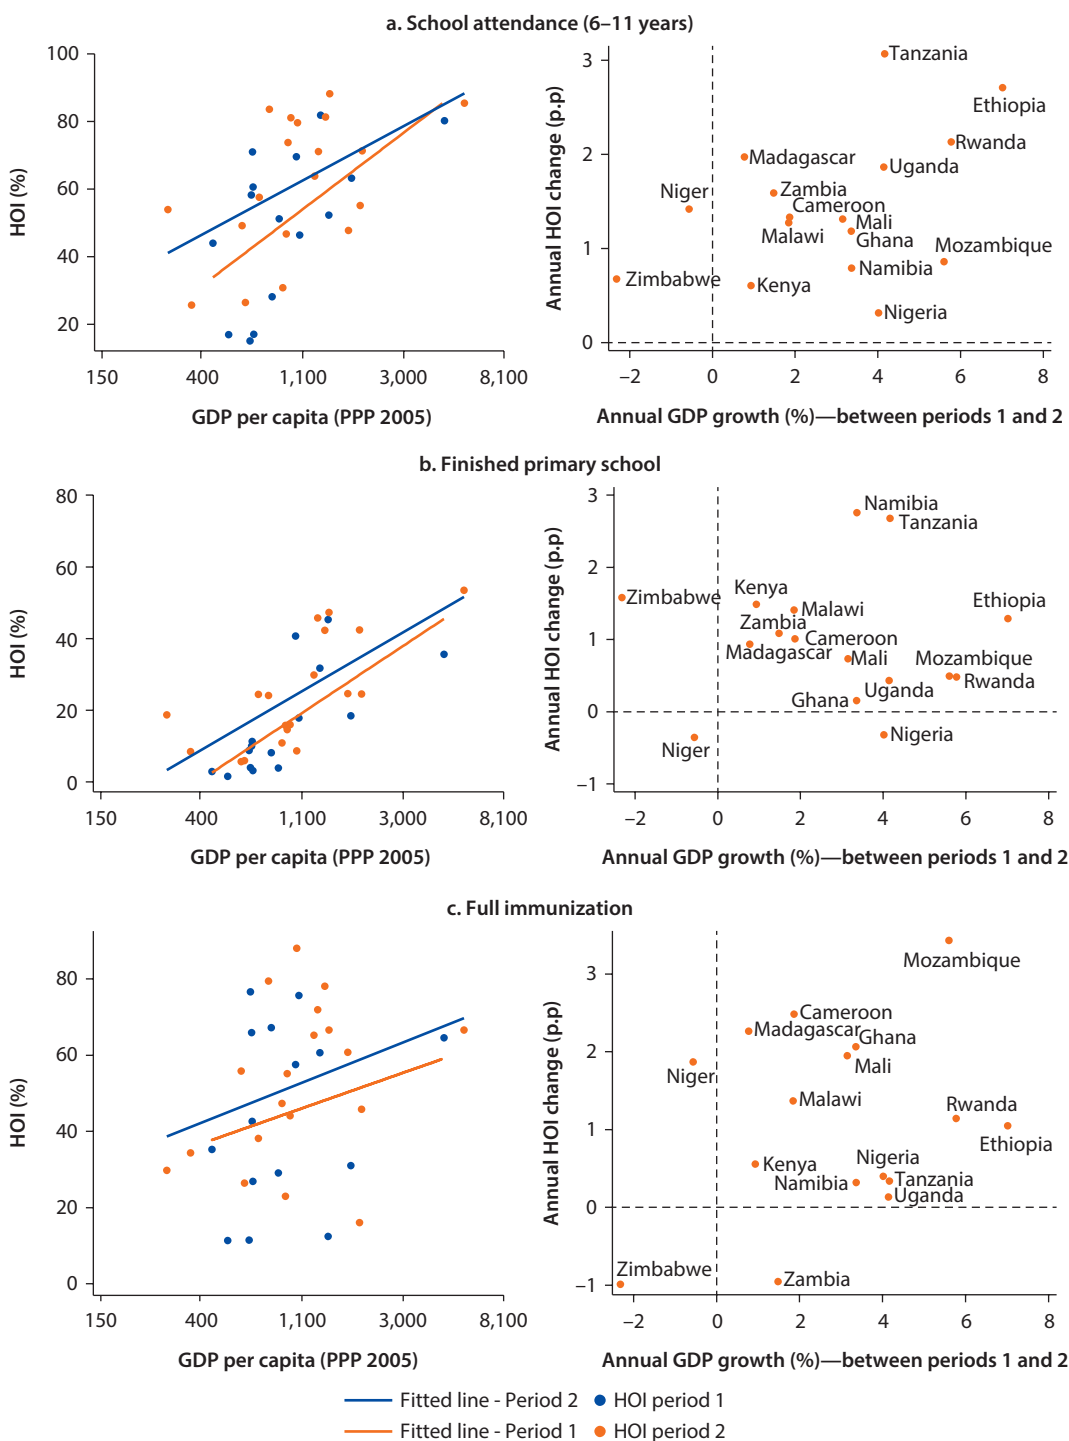 a. School attendance (6–11 years)
HOI (%)
100
80
60
40
20
150 400 1,100 3,000 8,100
GDP per capita (PPP 2005)
Annual HOI change (p.p)
3
2
1
0
Tanzania
Ethiopia
Rwanda
Madagascar
Uganda
Niger
Zambia
Cameroon
Mali
Malawi
Ghana
Mozambique
Namibia
Zimbabwe
Kenya
Nigeria
−2 0 2 4 6 8
Annual GDP growth (%)—between periods 1 and 2
b. Finished primary school
HOI (%)
80
60
40
20
0
150 400 1,100 3,000 8,100
GDP per capita (PPP 2005)
Annual HOI change (p.p)
3
2
1
0
−1
Namibia
Tanzania
Zimbabwe
Kenya
Malawi
Ethiopia
Zambia
Cameroon
Madagascar
Mali
Mozambique
Rwanda
Uganda
Ghana
Niger
Nigeria
−2 0 2 4 6 8
Annual GDP growth (%)—between periods 1 and 2
c. Full immunization
HOI (%)
80
60
40
20
0
150 400 1,100 3,000 8,100
GDP per capita (PPP 2005)
Annual HOI change (p.p)
3
2
1
0
−1
Mozambique
Cameroon
Madagascar
Ghana
Mali
Niger
Malawi
Rwanda
Ethiopia
Nigeria
Kenya
Namibia
Tanzania
Uganda
Zimbabwe
Zambia
−2 0 2 4 6 8
Annual GDP growth (%)—between periods 1 and 2
Fitted line - Period 2 HOI period 1
Fitted line - Period 1 HOI period 2